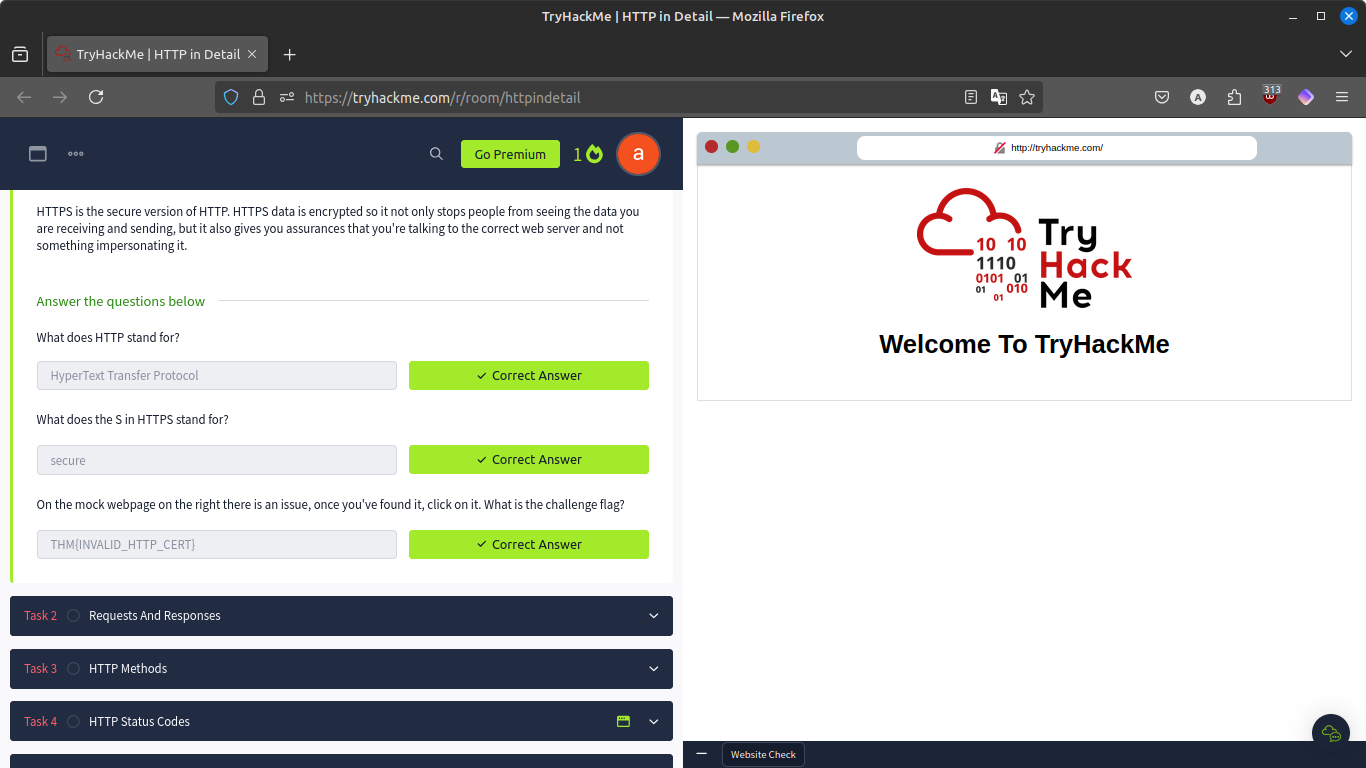 TryHackMe | HTTP in Detail — Mozilla Firefox
TryHackMe | HTTP in Detail
https://tryhackme.com/r/room/httpindetail
A
313
Go Premium
1
a
HTTPS is the secure version of HTTP. HTTPS data is encrypted so it not only stops people from seeing the data you
are receiving and sending, but it also gives you assurances that you're talking to the correct web server and not
something impersonating it.
Answer the questions below
What does HTTP stand for?
HyperText Transfer Protocol
Correct Answer
What does the S in HTTPS stand for?
secure
Correct Answer
On the mock webpage on the right there is an issue, once you've found it, click on it. What is the challenge flag?
THM{INVALID_HTTP_CERT}
Correct Answer
Task 2
Requests And Responses
Task 3
HTTP Methods
Task 4
HTTP Status Codes
http://tryhackme.com/
10 10
1110
0101 01
01 010
01
Try
Hack
Me
Welcome To TryHackMe
Website Check